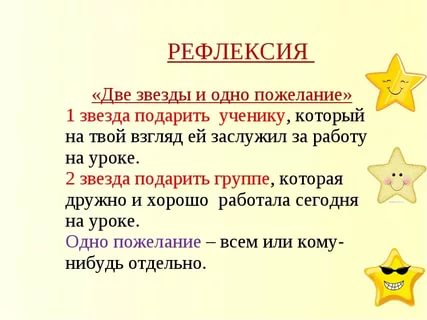 РЕФЛЕКСИЯ
«Две звезды и одно пожелание»
1 звезда подарить ученику, который
на твой взгляд ей заслужил за работу
на уроке.
2 звезда подарить группе, которая
дружно и хорошо работала сегодня
на уроке.
Одно пожелание – всем или кому-
нибудь отдельно.